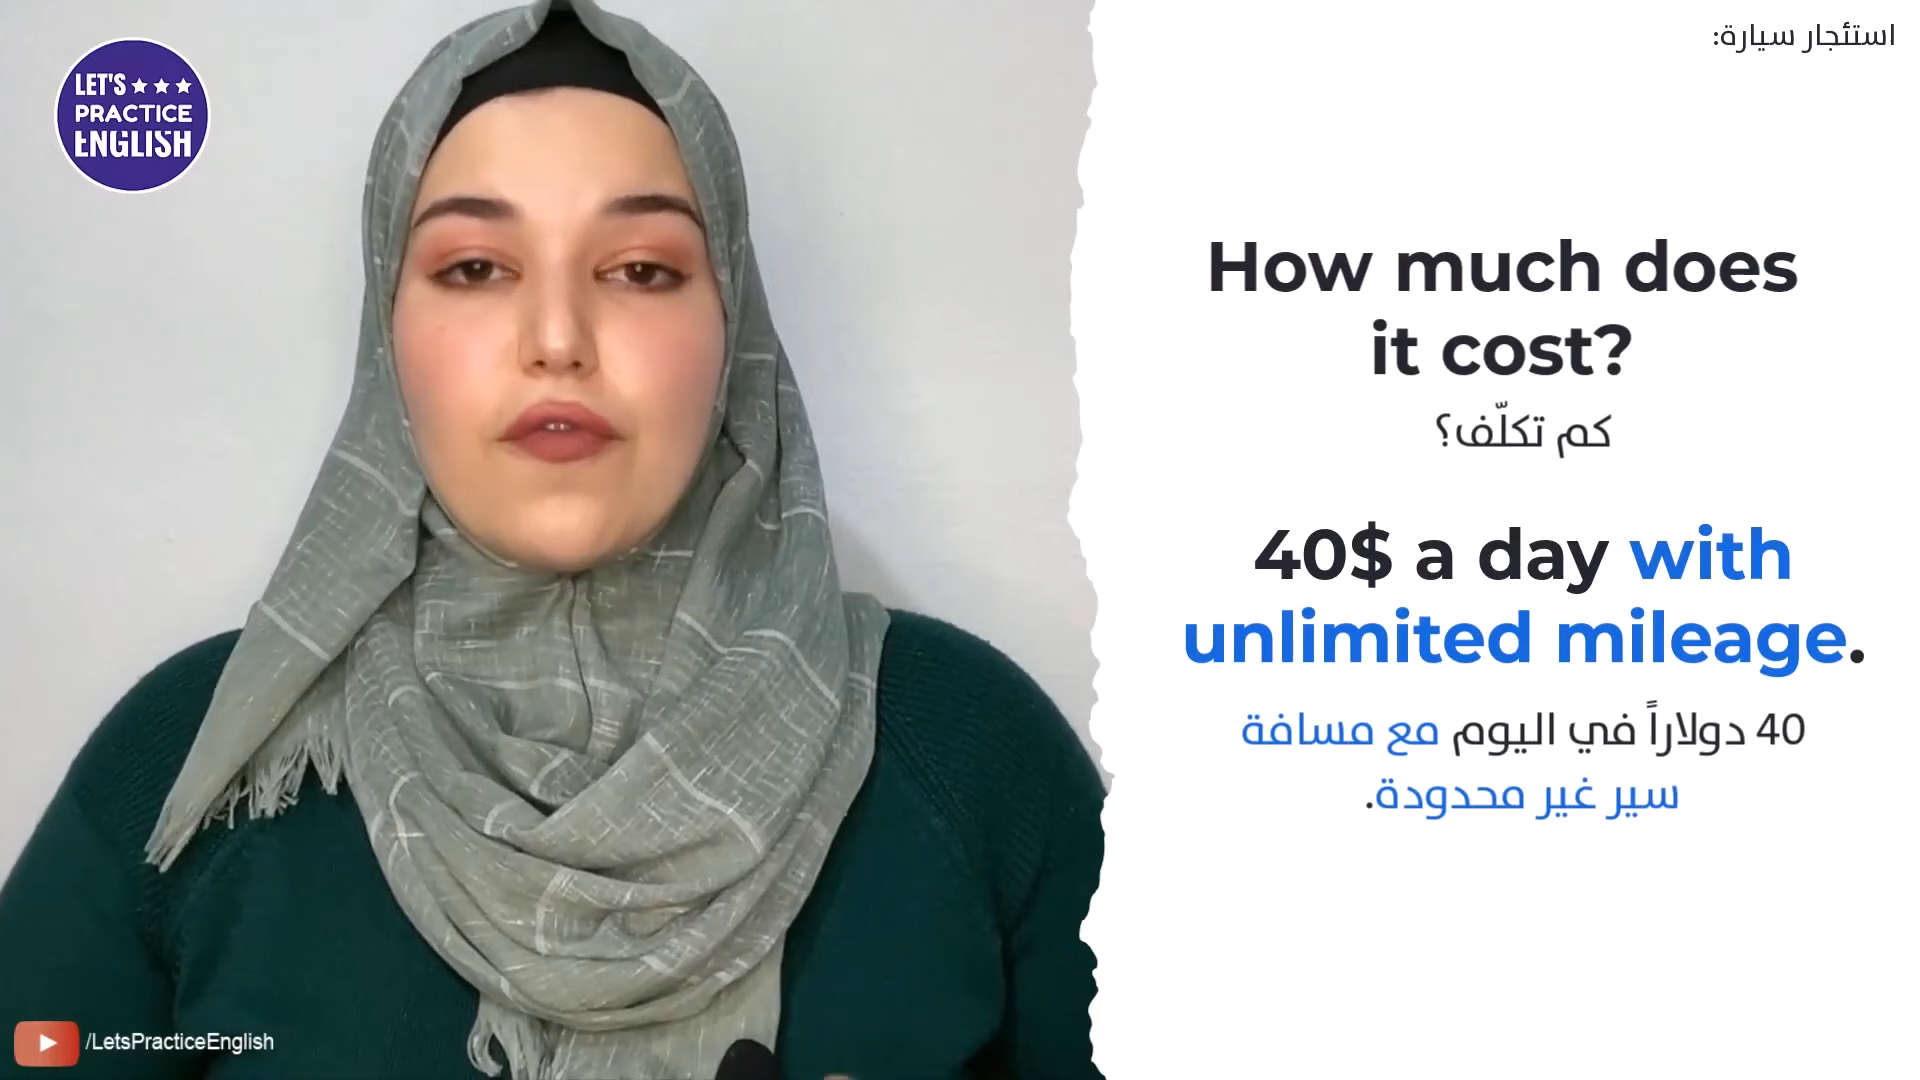 LET'S
PRACTICE
ENGLISH
استئجار سيارة:
How much does
it cost?
كم تكلّف؟
40$ a day with
unlimited mileage.
40 دولاراً في اليوم مع مسافة
سير غير محدودة.
/LetsPracticeEnglish